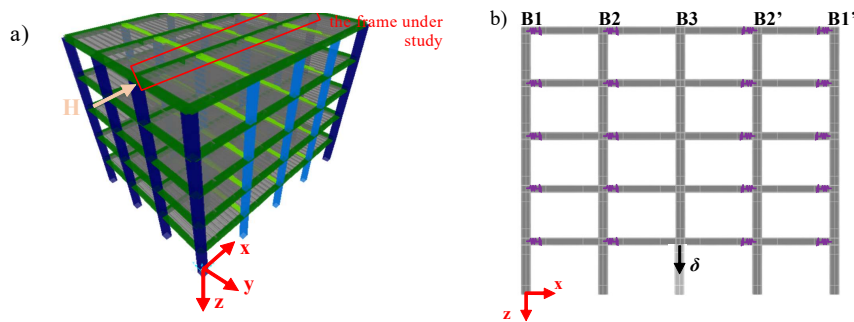 a)
the frame under
study
H
x
y
z
b)
B1 B2 B3 B2’ B1’
δ
x
z